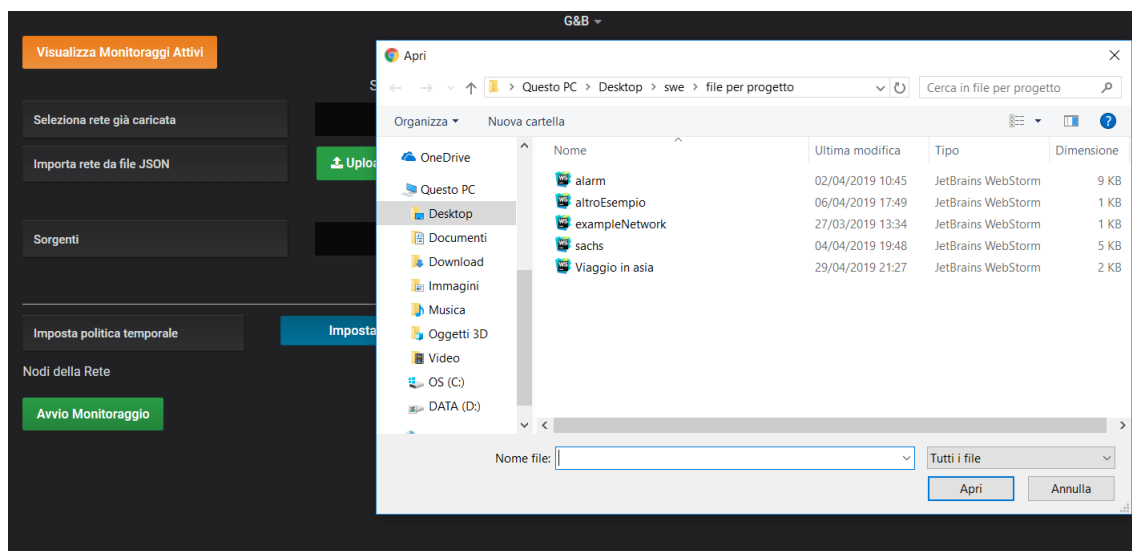 G&B
Visualizza Monitoraggi Attivi
S
Seleziona rete già caricata
Importa rete da file JSON
Uploa
Sorgenti
Imposta politica temporale
Imposta
Nodi della Rete
Avvio Monitoraggio
Apri
Questo PC > Desktop > swe > file per progetto
Cerca in file per progetto
Organizza
Nuova cartella
OneDrive
Questo PC
Desktop
Documenti
Download
Immagini
Musica
Oggetti 3D
Video
OS (C:)
DATA (D:)
Nome Ultima modifica Tipo Dimensione
alarm 02/04/2019 10:45 JetBrains WebStorm 9 KB
altroEsempio 06/04/2019 17:49 JetBrains WebStorm 1 KB
exampleNetwork 27/03/2019 13:34 JetBrains WebStorm 1 KB
sachs 04/04/2019 19:48 JetBrains WebStorm 5 KB
Viaggio in asia 29/04/2019 21:27 JetBrains WebStorm 2 KB
Nome file:
Tutti i file
Apri
Annulla